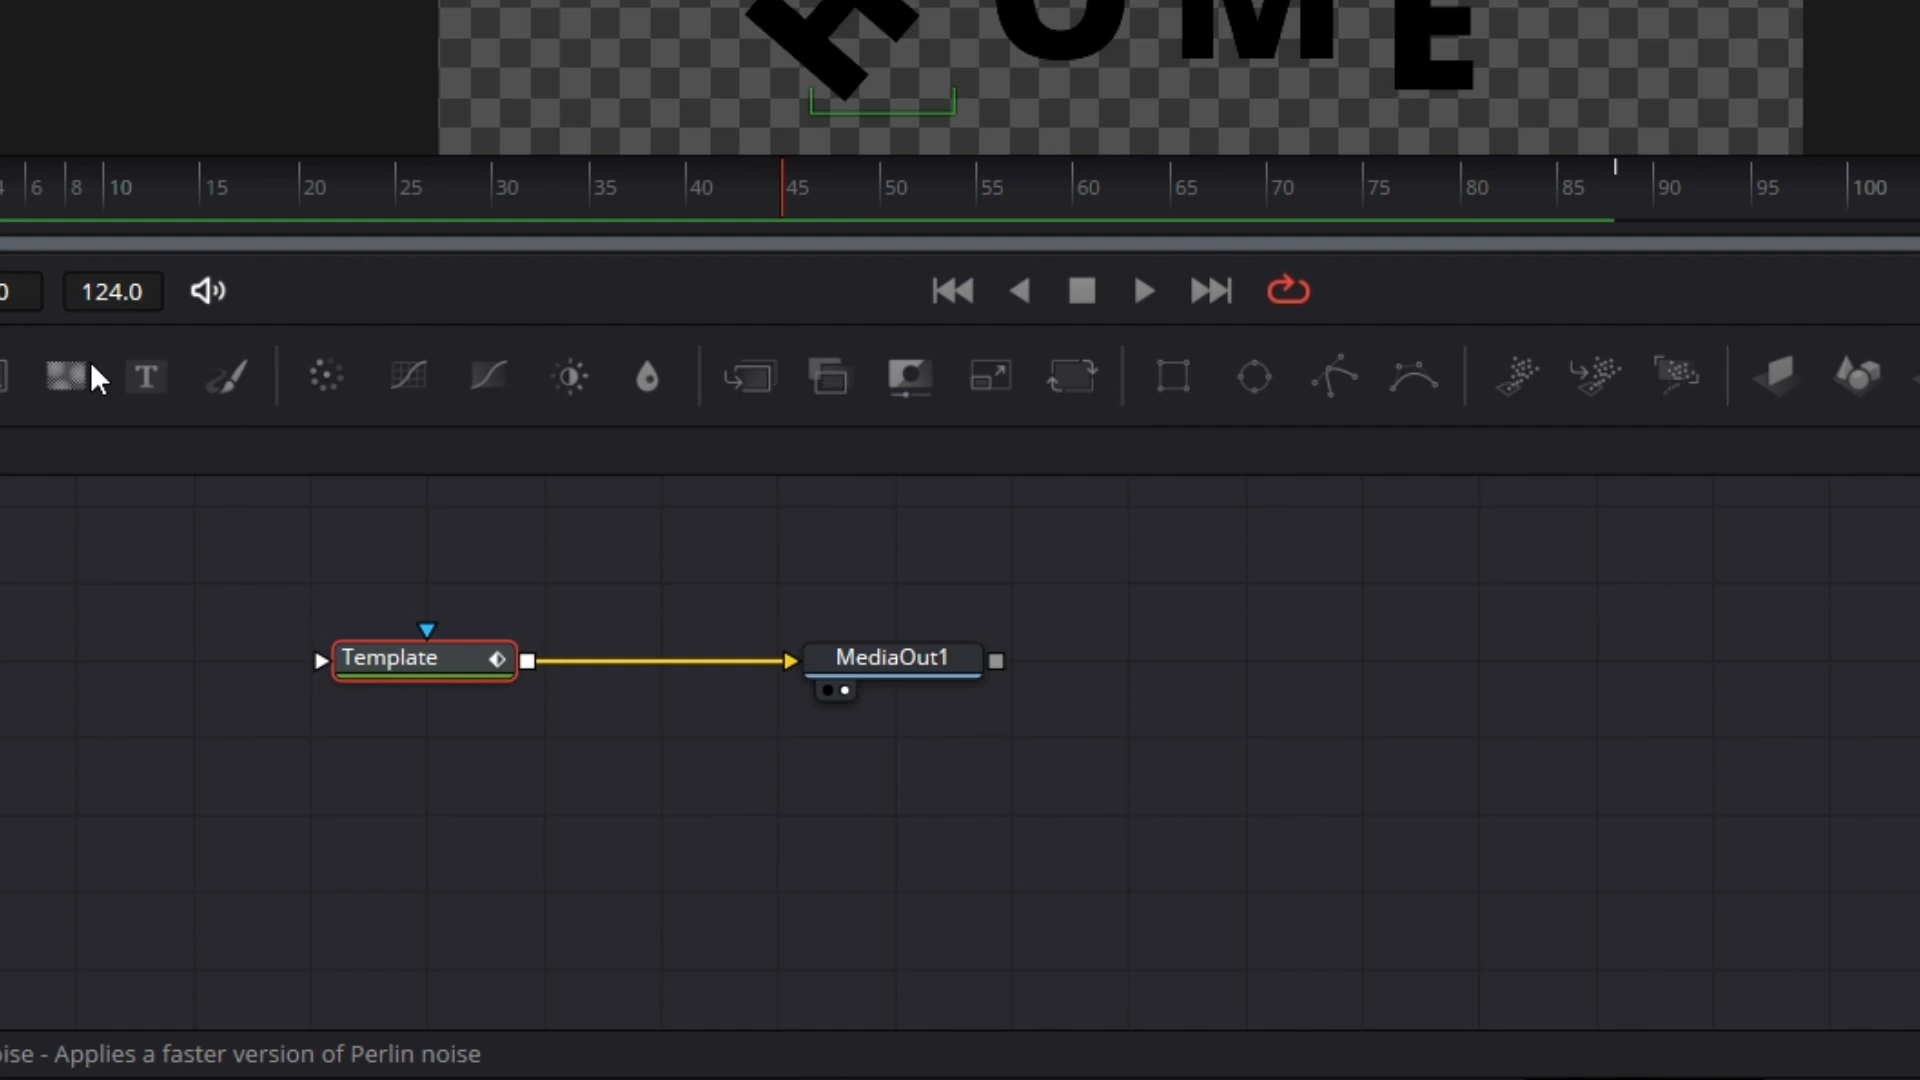 HOME
6 8 10 15 20 25 30 35 40 45 50 55 60 65 70 75 80 85 90 95 100
124.0
T
Template MediaOut1
ise - Applies a faster version of Perlin noise